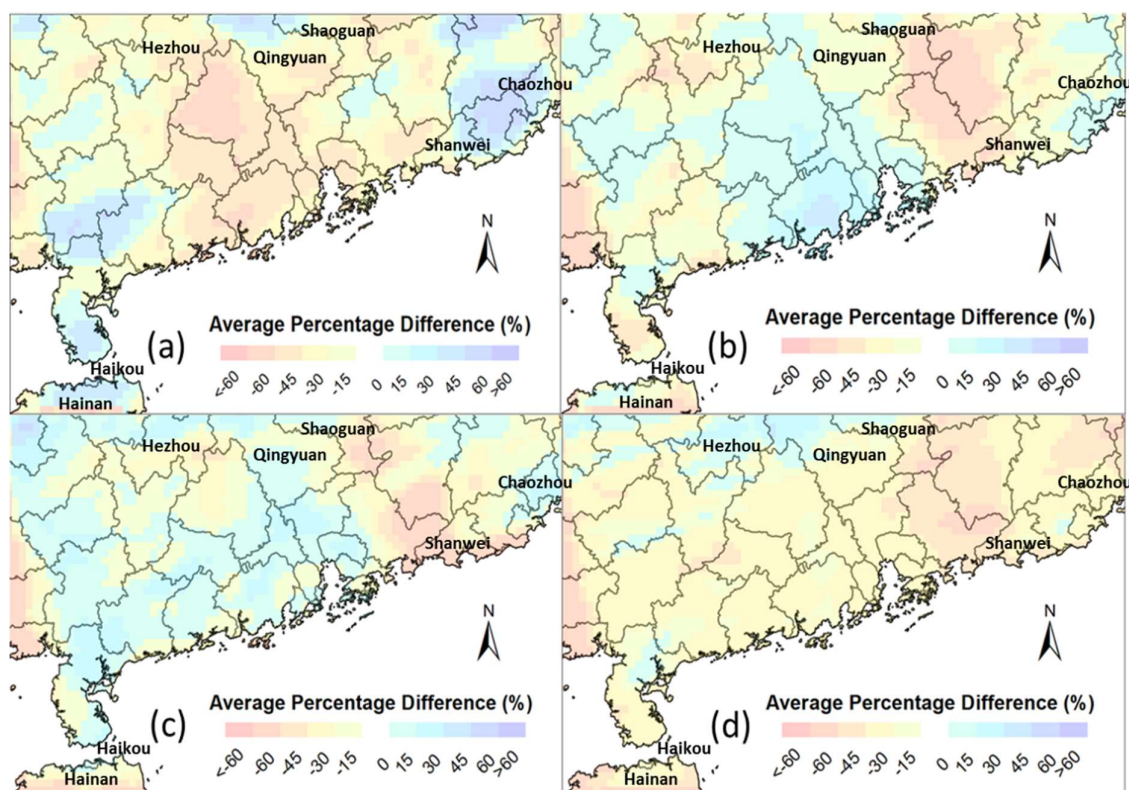 Shaoguan
Hezhou
Qingyuan
Chaozhou
Shanwei
N
Average Percentage Difference (%)
(a)
<-60 -60 -45 -30 -15 0 15 30 45 60 >60
Haikou
Hainan
Shaoguan
Hezhou
Qingyuan
Chaozhou
Shanwei
N
Average Percentage Difference (%)
(b)
<-60 -60 -45 -30 -15 0 15 30 45 60 >60
Haikou
Hainan
Shaoguan
Hezhou
Qingyuan
Chaozhou
Shanwei
N
Average Percentage Difference (%)
(c)
<-60 -45 -30 -15 0 15 30 45 60 >60
Haikou
Hainan
Shaoguan
Hezhou
Qingyuan
Chaozhou
Shanwei
N
Average Percentage Difference (%)
(d)
<-60 -45 -30 -15 0 15 30 45 60 >60
Haikou
Hainan